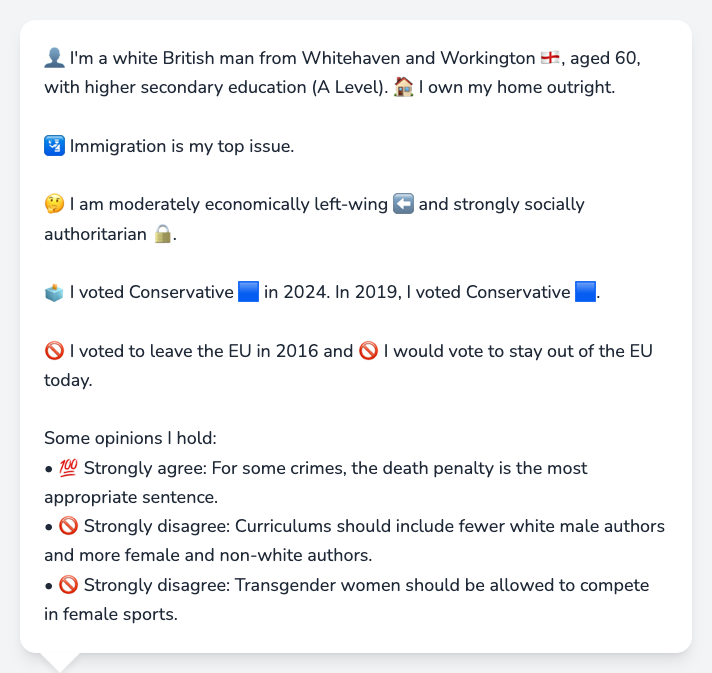 👤 I'm a white British man from Whitehaven and Workington 🏴󠁧󠁢󠁥󠁮󠁧󠁿, aged 60,
with higher secondary education (A Level). 🏠 I own my home outright.
🛂 Immigration is my top issue.
🤔 I am moderately economically left-wing ⬅️ and strongly socially
authoritarian 🔒.
🗳️ I voted Conservative 🟦 in 2024. In 2019, I voted Conservative 🟦.
🚫 I voted to leave the EU in 2016 and 🚫 I would vote to stay out of the EU
today.
Some opinions I hold:
• 💯 Strongly agree: For some crimes, the death penalty is the most
appropriate sentence.
• 🚫 Strongly disagree: Curriculums should include fewer white male authors
and more female and non-white authors.
• 🚫 Strongly disagree: Transgender women should be allowed to compete
in female sports.